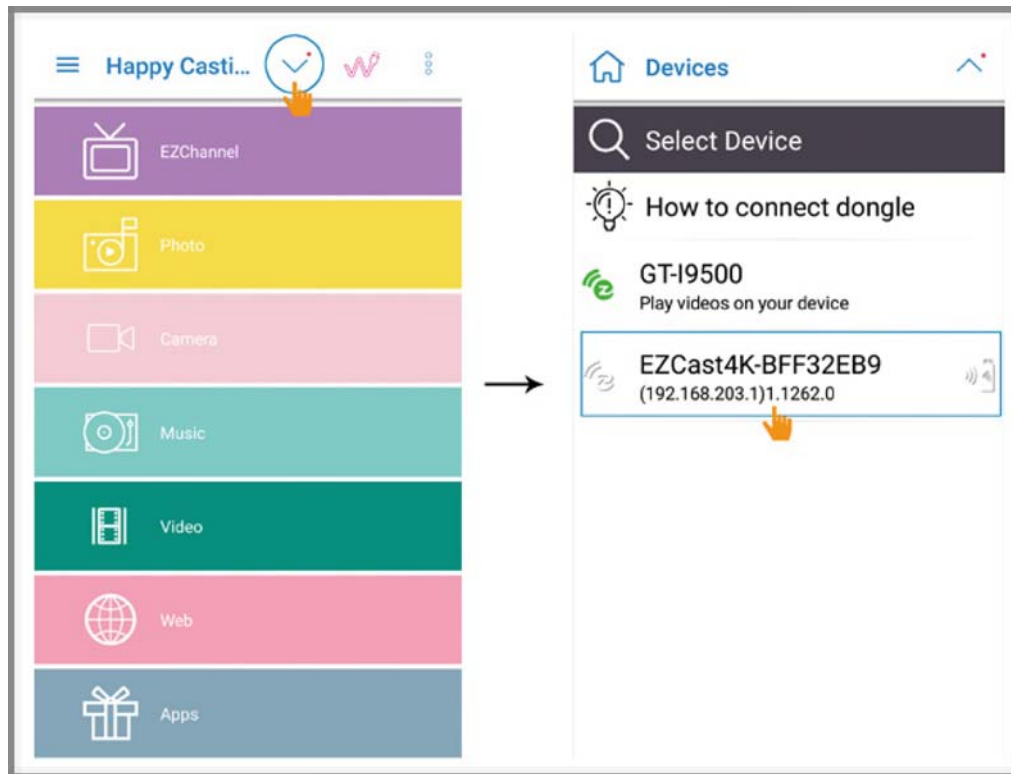 Happy Casti...
EZChannel
Photo
Camera
Music
Video
Web
Apps
Devices
Select Device
How to connect dongle
GT-I9500
Play videos on your device
EZCast4K-BFF32EB9
(192.168.203.1)1.1262.0